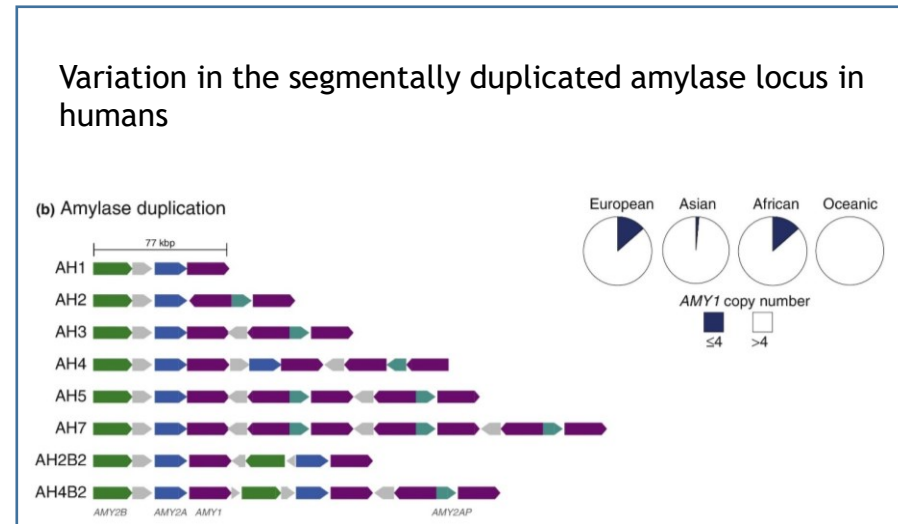 Variation in the segmentally duplicated amylase locus in
humans
(b) Amylase duplication
77 kbp
AH1
AH2
AH3
AH4
AH5
AH7
AH2B2
AH4B2
AMY2B AMY2A AMY1 AMY2AP
European Asian African Oceanic
AMY1 copy number
≤4 >4